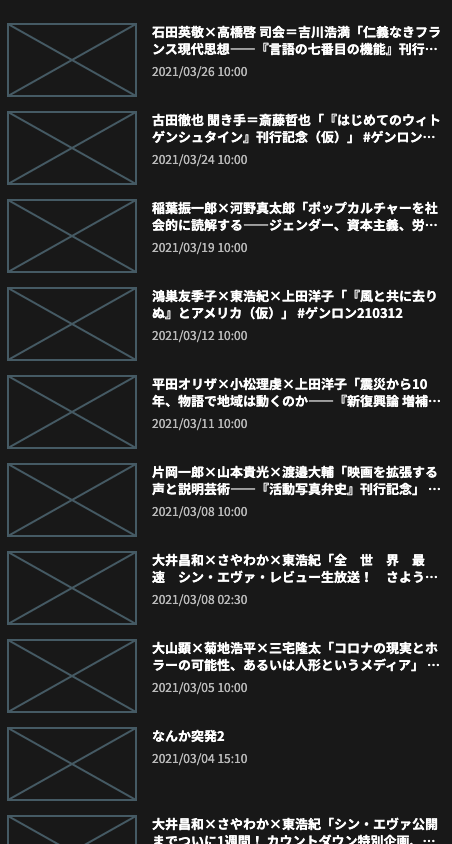 石田英敬×髙橋啓 司会＝吉川浩満「仁義なきフラ
ンス現代思想——『言語の七番目の機能』刊行…
2021/03/26 10:00
古田徹也 聞き手＝斎藤哲也「『はじめてのウィト
ゲンシュタイン』刊行記念（仮）」 #ゲンロン…
2021/03/24 10:00
稲葉振一郎×河野真太郎「ポップカルチャーを社
会的に読解する——ジェンダー、資本主義、労…
2021/03/19 10:00
鴻巣友季子×東浩紀×上田洋子「『風と共に去り
ぬ』とアメリカ（仮）」 #ゲンロン210312
2021/03/12 10:00
平田オリザ×小松理虔×上田洋子「震災から10
年、物語で地域は動くのか——『新復興論 増補…
2021/03/11 10:00
片岡一郎×山本貴光×渡邉大輔「映画を拡張する
声と説明芸術——『活動写真弁史』刊行記念」 …
2021/03/08 10:00
大井昌和×さやわか×東浩紀「全　世　界　最
速　シン・エヴァ・レビュー生放送！　さよう…
2021/03/08 02:30
大山顕×菊地浩平×三宅隆太「コロナの現実とホ
ラーの可能性、あるいは人形というメディア」 …
2021/03/05 10:00
なんか突発2
2021/03/04 15:10
大井昌和×さやわか×東浩紀「シン・エヴァ公開
までついに1週間！ カウントダウン特別企画、…